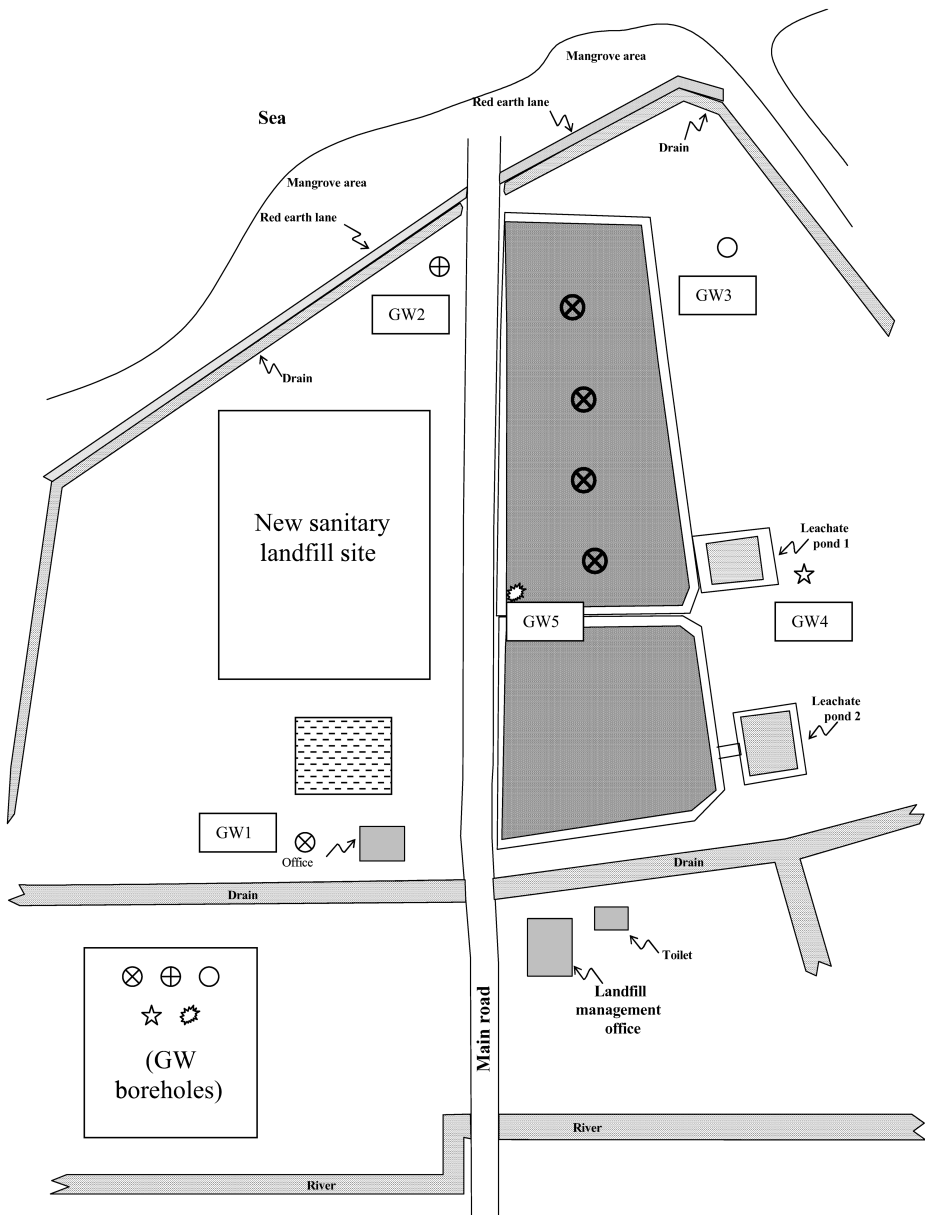 Mangrove area
Red earth lane
Sea
Drain
Mangrove area
Red earth lane
GW2
GW3
Drain
New sanitary
landfill site
Leachate
pond 1
GW5
GW4
Leachate
pond 2
GW1
Office
Drain
Drain
Toilet
Landfill
management
office
Main road
(GW
boreholes)
River
River